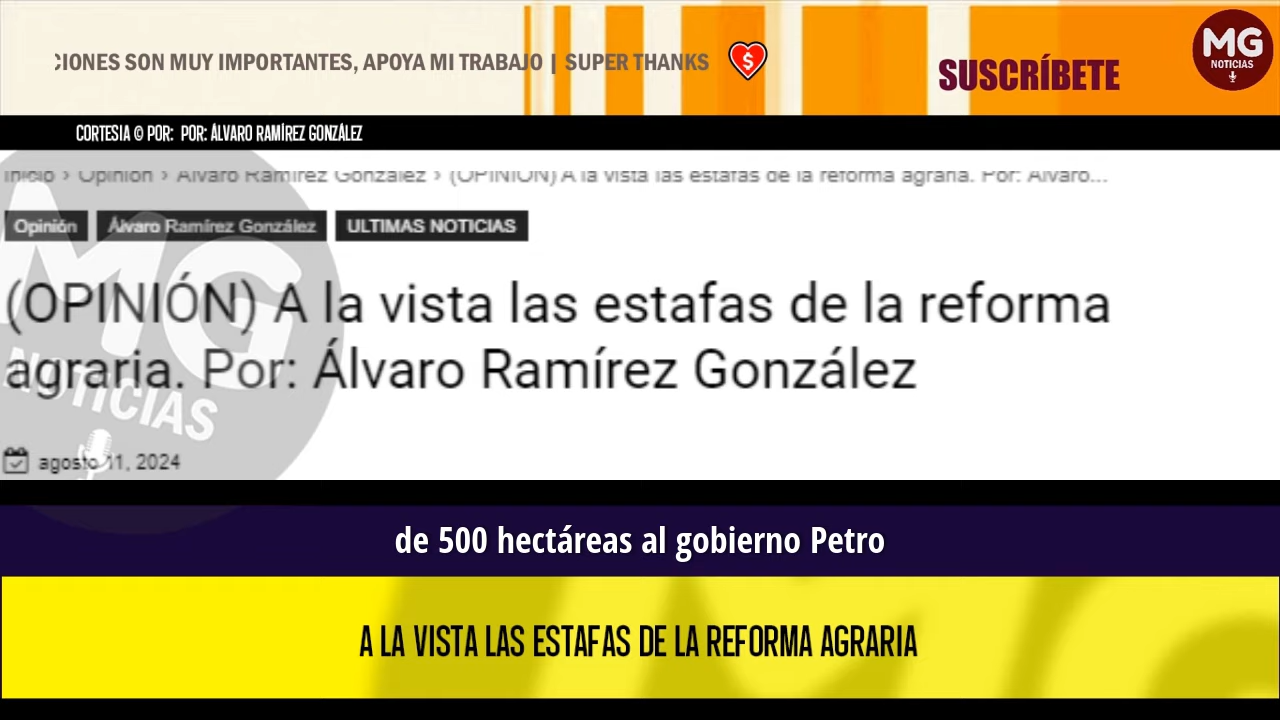 CIONES SON MUY IMPORTANTES, APOYA MI TRABAJO | SUPER THANKS
SUSCRÍBETE
MG
NOTICIAS
CORTESIA © POR: POR: ÁLVARO RAMÍREZ GONZÁLEZ
Inicio › Opinión › Álvaro Ramírez González › (OPINIÓN) A la vista las estafas de la reforma agraria. Por: Álvaro...
Opinión Álvaro Ramírez González ULTIMAS NOTICIAS
(OPINIÓN) A la vista las estafas de la reforma
agraria. Por: Álvaro Ramírez González
MG
NOTICIAS
agosto 11, 2024
de 500 hectáreas al gobierno Petro
A LA VISTA LAS ESTAFAS DE LA REFORMA AGRARIA